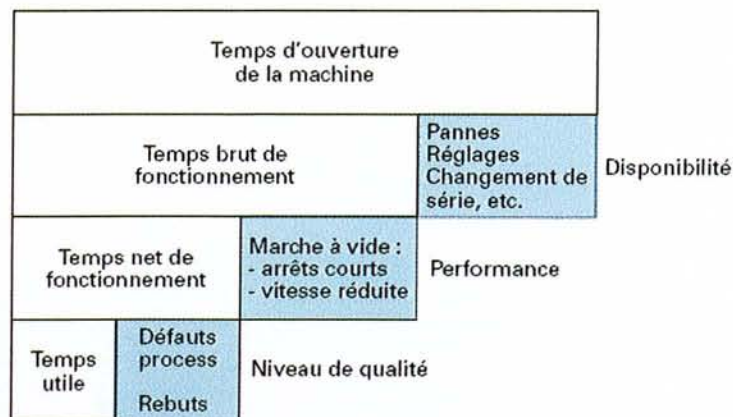 Temps d'ouverture
de la machine
Temps brut de
fonctionnement
Pannes
Réglages
Changement de
série, etc.
Disponibilité
Temps net de
fonctionnement
Marche à vide :
- arrêts courts
- vitesse réduite
Performance
Temps
utile
Défauts
process
Rebuts
Niveau de qualité